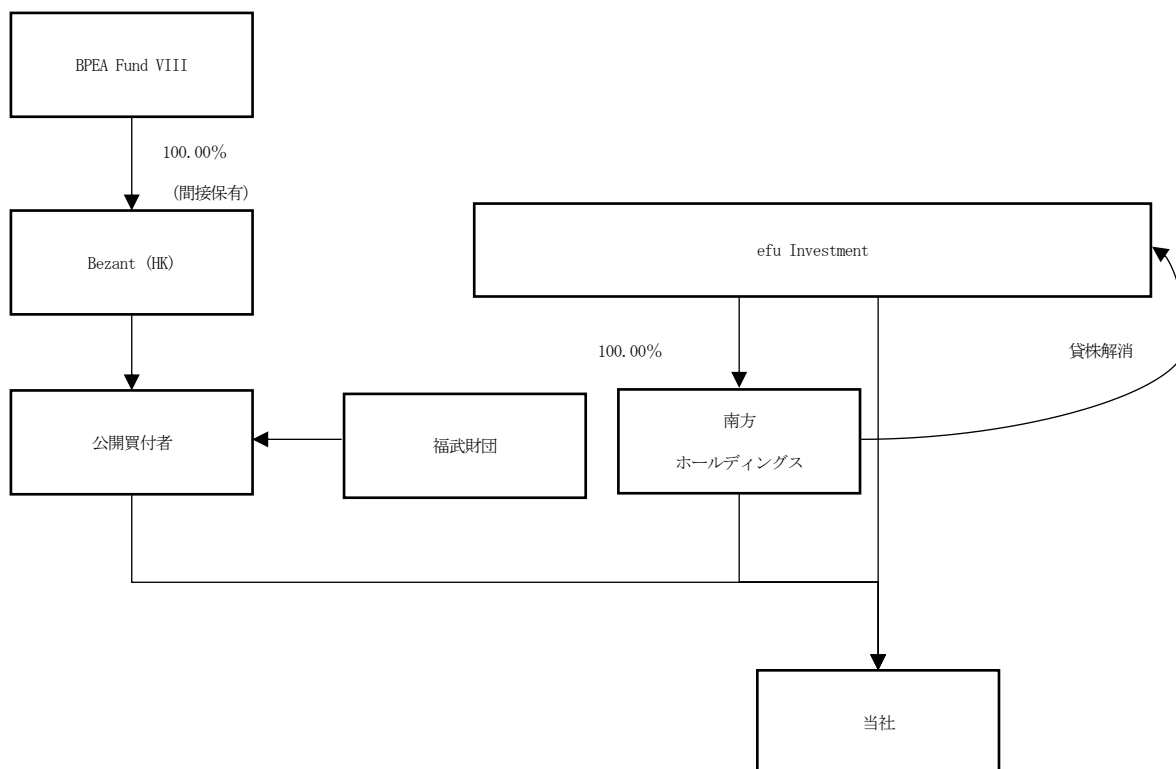 BPEA Fund VIII
100.00%
(間接保有)
Bezant (HK)
efu Investment
100.00%
貸株解消
公開買付者
福武財団
南方
ホールディングス
当社